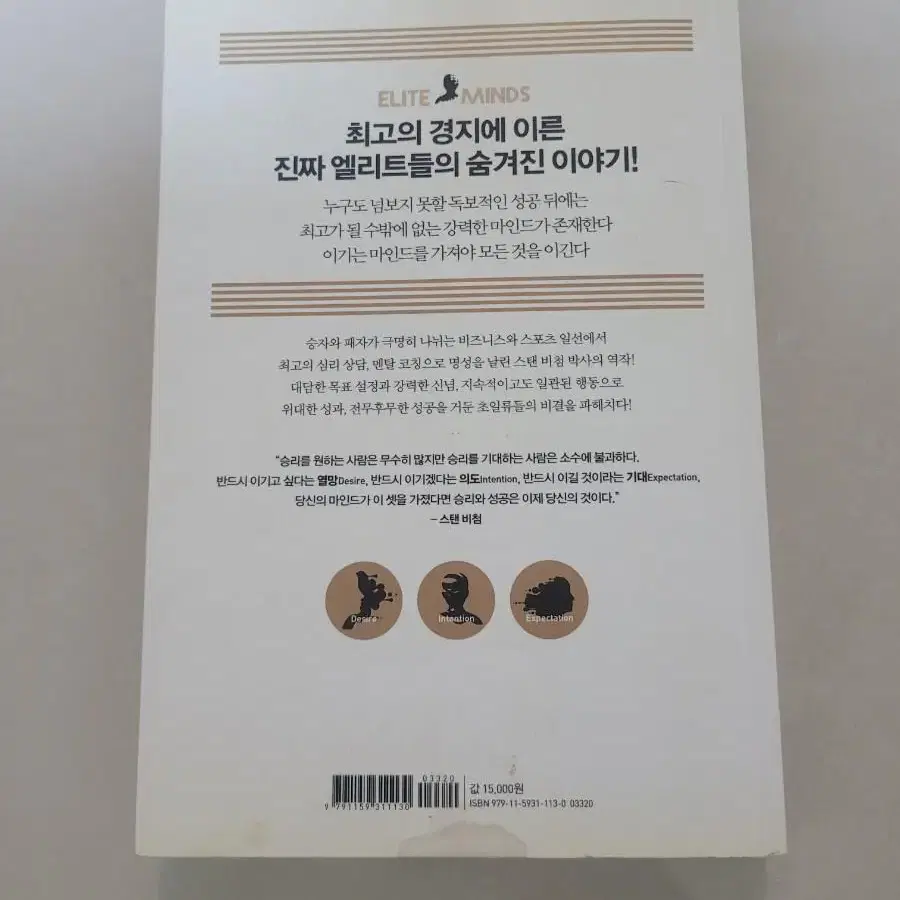 ELITE MINDS
최고의 경지에 이른
진짜 엘리트들의 숨겨진 이야기!
누구도 넘보지 못할 독보적인 성공 뒤에는
최고가 될 수밖에 없는 강력한 마인드가 존재한다
이기는 마인드를 가져야 모든 것을 이긴다
승자와 패자가 극명히 나뉘는 비즈니스와 스포츠 일선에서
최고의 심리 상담, 멘탈 코칭으로 명성을 날린 스탠 비첨 박사의 역작!
대담한 목표 설정과 강력한 신념, 지속적이고도 일관된 행동으로
위대한 성과, 전무후무한 성공을 거둔 초일류들의 비결을 파헤치다!
“승리를 원하는 사람은 무수히 많지만 승리를 기대하는 사람은 소수에 불과하다.
반드시 이기고 싶다는 열망Desire, 반드시 이기겠다는 의도Intention, 반드시 이길 것이라는 기대Expectation,
당신의 마인드가 이 셋을 가졌다면 승리와 성공은 이제 당신의 것이다.”
– 스탠 비첨
Desire Intention Expectation
03320
값 15,000원
9 791159 311130
ISBN 979-11-5931-113-0 03320